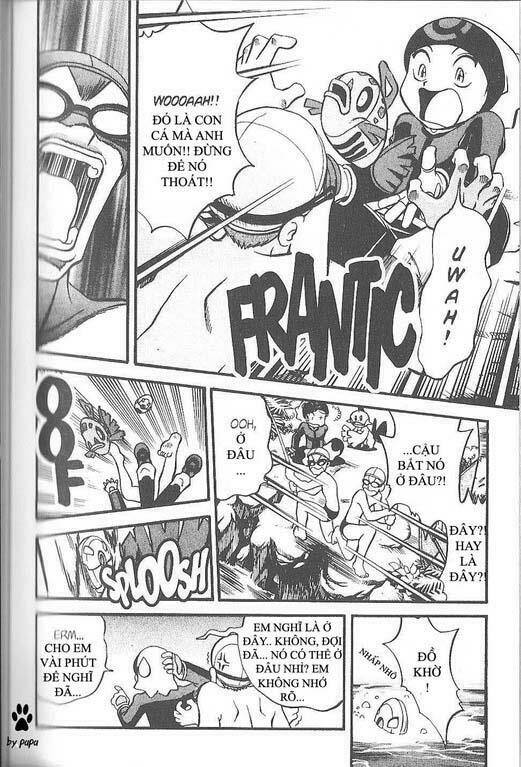 WOOOAAH!!
ĐÓ LÀ CON
CÁ MÀ ANH
MUÔN!! ĐỪNG
ĐỂ NÓ
THOÁT!!
UWAH!
FRANTIC
OOF
OOH,
Ở
ĐÂU
...
...CẬU
BẮT NÓ
Ở ĐÂU?!
ĐÂY?!
HAY
LÀ
ĐÂY?!
SPLOOSH
ERM...
CHO EM
VÀI PHÚT
ĐỂ NGHĨ
ĐÃ...
EM NGHĨ LÀ Ở
ĐÂY.. KHÔNG, ĐỢI
ĐÃ... NÓ CÓ THỂ Ở
ĐÂU NHỈ? EM
KHÔNG NHỚ
RÕ...
NHẤP NHÔ
ĐỒ
KHỜ
!
by pupu